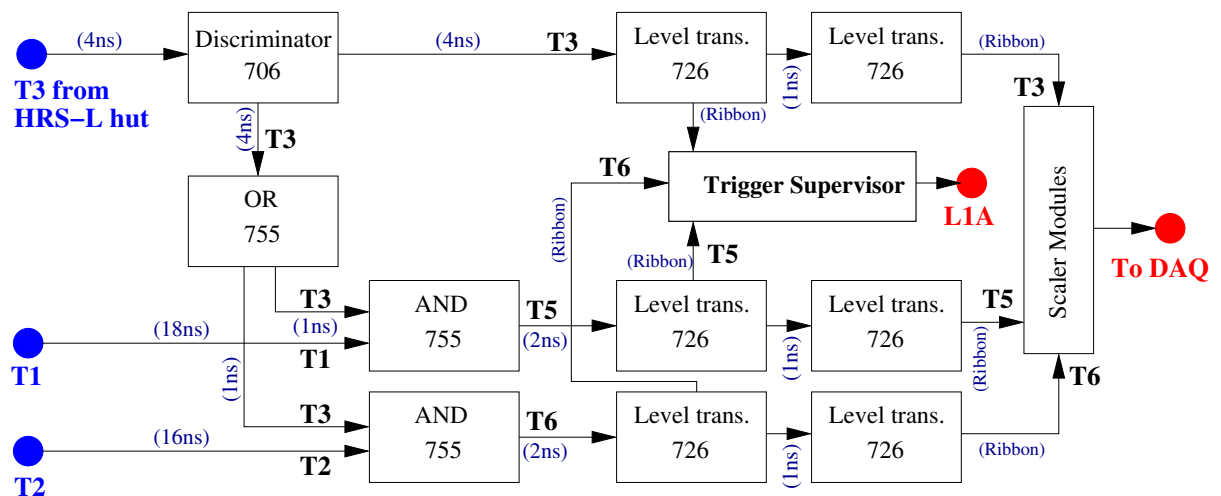 (4ns)
Discriminator
706
(4ns)
T3
Level trans.
726
(1ns)
Level trans.
726
(Ribbon)
T3 from
HRS−L hut
(4ns)
T3
(Ribbon)
T3
OR
755
T6
Trigger Supervisor
L1A
(Ribbon)
(Ribbon)
T5
Scaler Modules
To DAQ
T3
(1ns)
(18ns)
T1
T1
AND
755
T5
(2ns)
Level trans.
726
(1ns)
Level trans.
726
T5
(Ribbon)
(1ns)
T3
(16ns)
T2
T2
AND
755
T6
(2ns)
Level trans.
726
(1ns)
Level trans.
726
T6
(Ribbon)